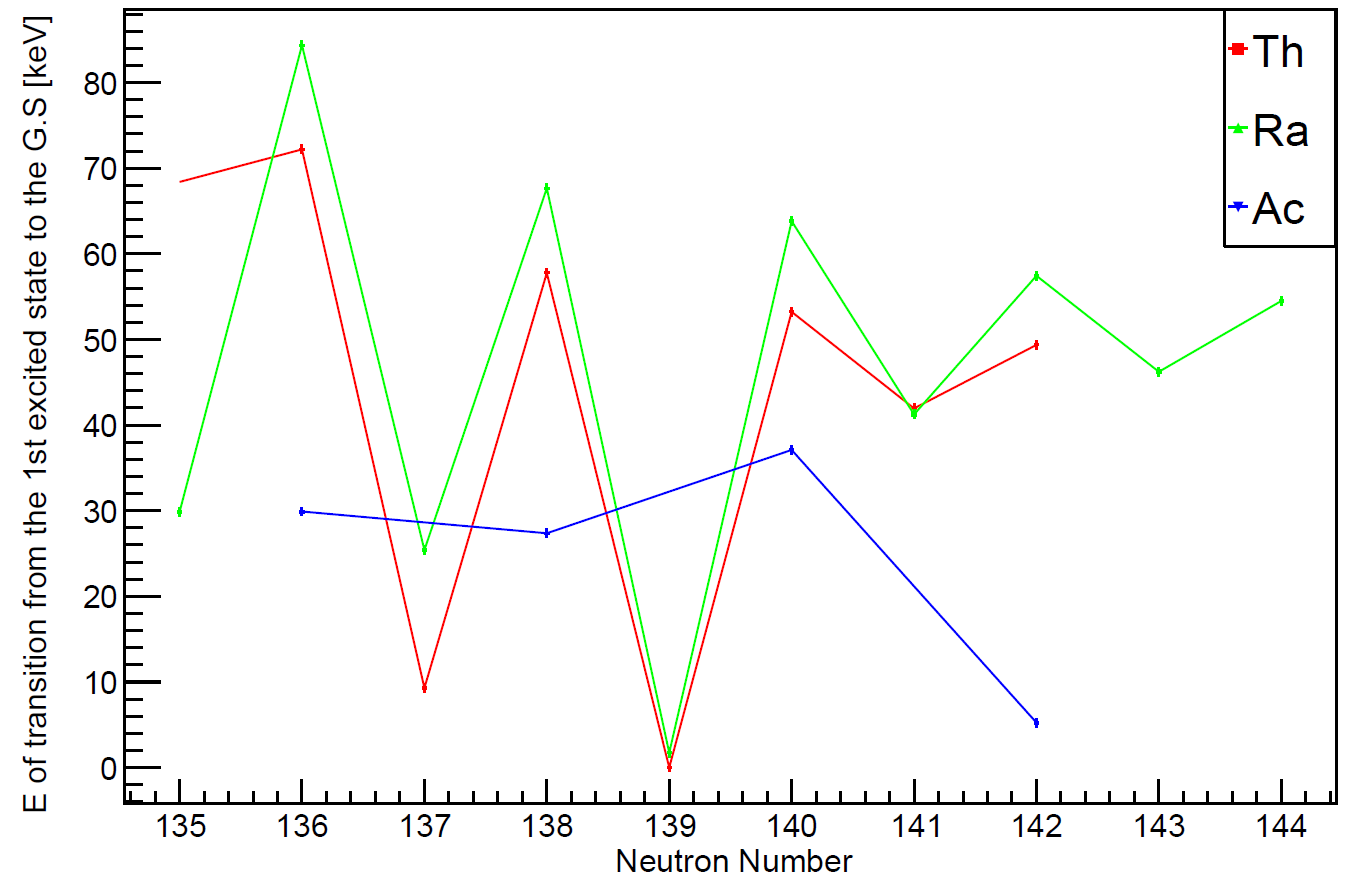 E of transition from the 1st excited state to the G.S [keV]
80
70
60
50
40
30
20
10
0
135 136 137 138 139 140 141 142 143 144
Neutron Number
Th
Ra
Ac